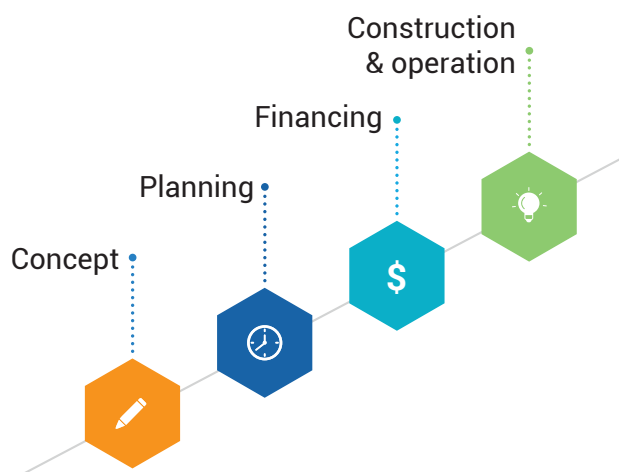 Construction
& operation
Financing
Planning
Concept
$